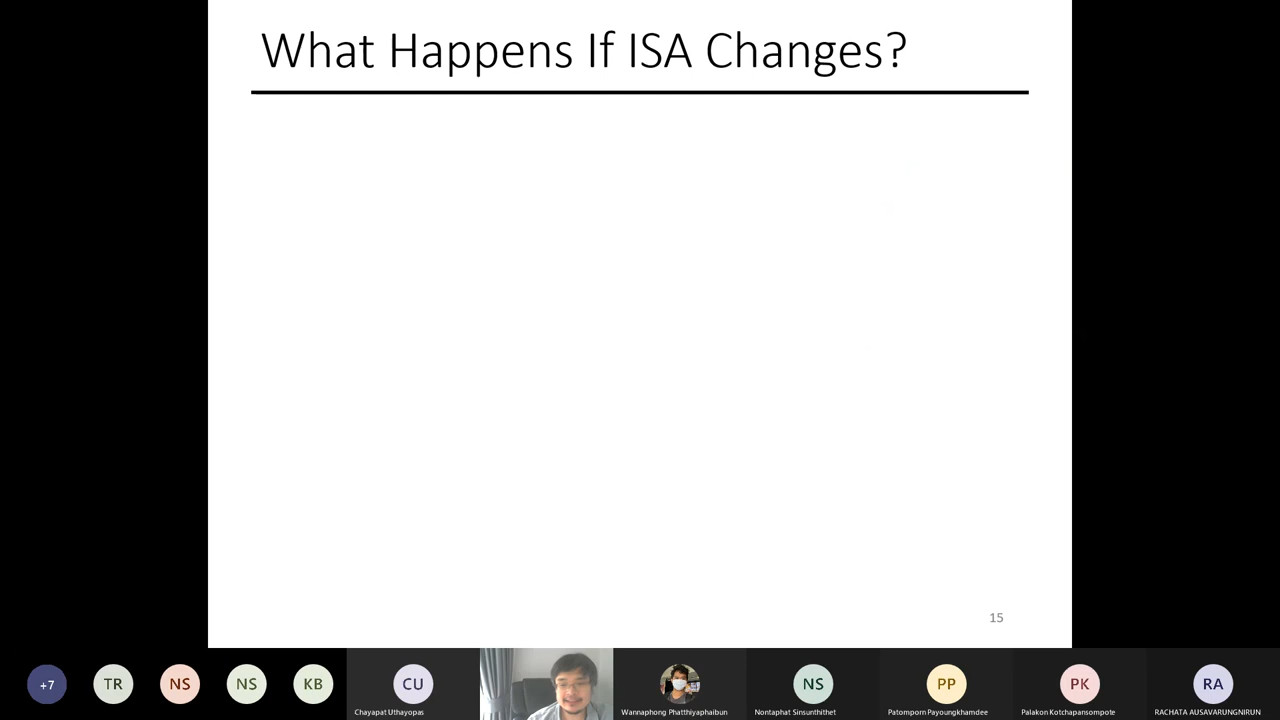 What Happens If ISA Changes?
15
+7
TR
NS
NS
KB
CU
NS
PP
PK
RA
Chayapat Uthayopas
Wannaphong Phatthiyaphaibun
Nontaphat Sinsunthithet
Patomporn Payoungkhamdee
Palakon Kotchapansompote
RACHATA AUSAVARUNGNIRUN